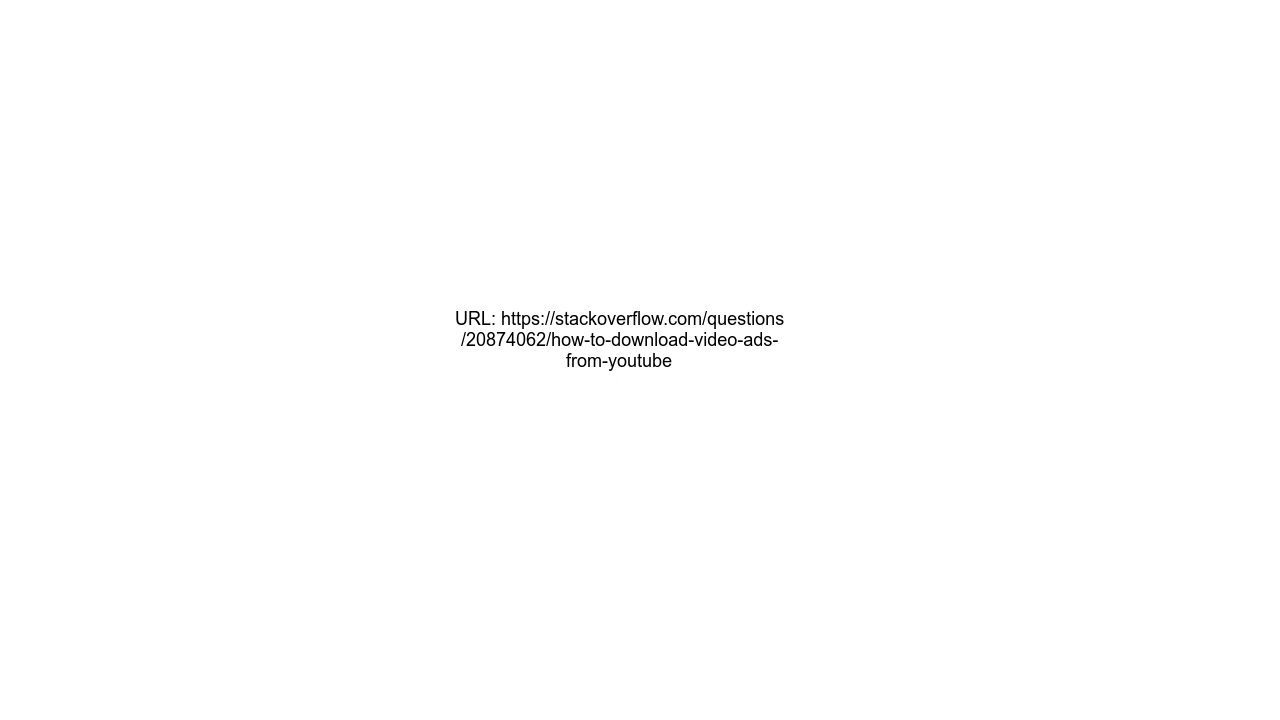 URL: https://stackoverflow.com/questions
/20874062/how-to-download-video-ads-
from-youtube